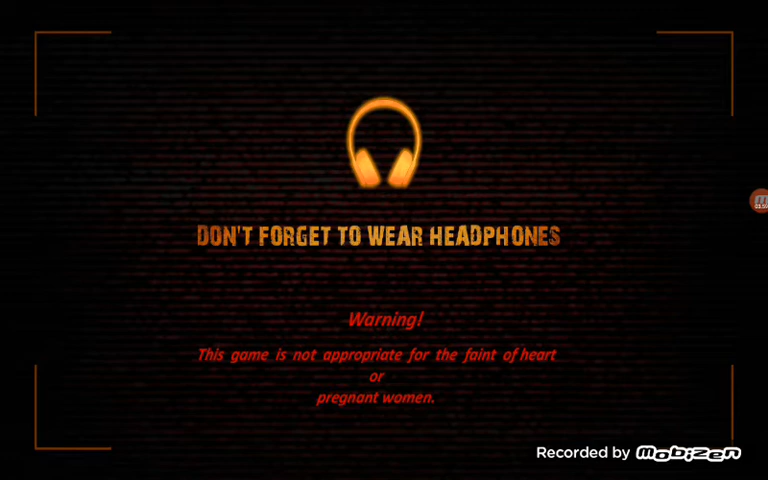 DON'T FORGET TO WEAR HEADPHONES
Warning!
This game is not appropriate for the faint of heart
or
pregnant women.
Recorded by mobizen